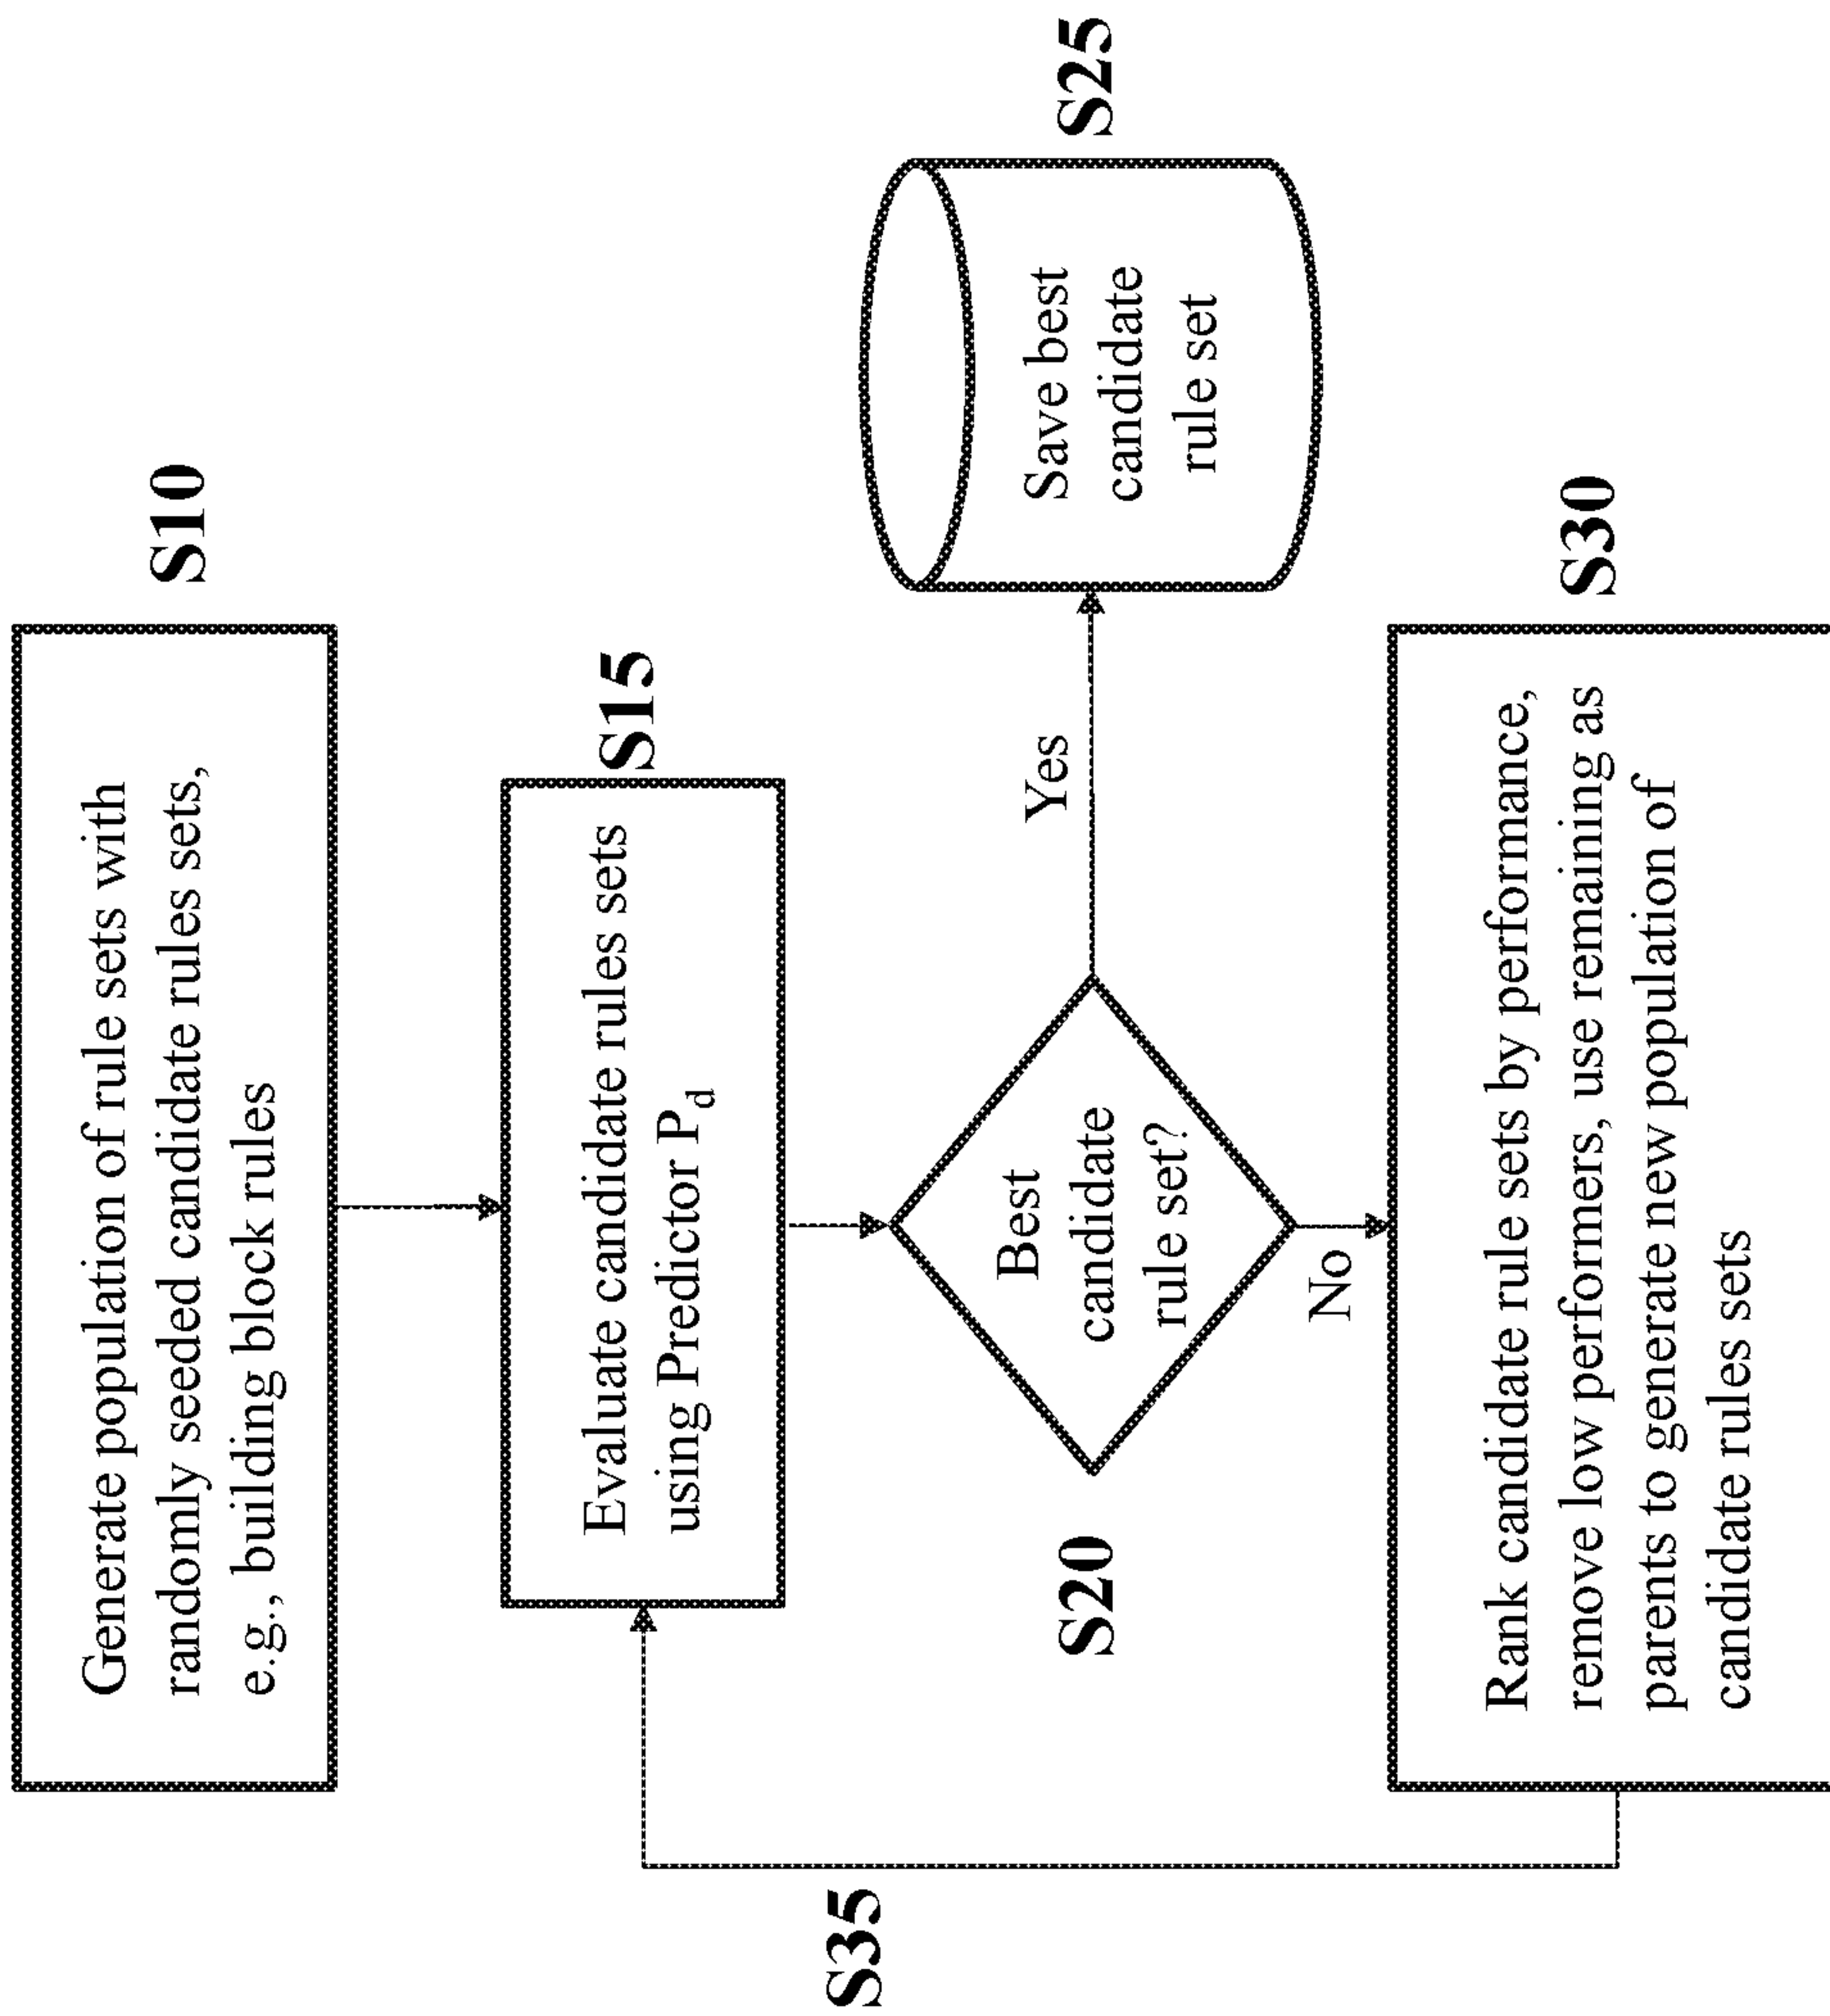 Generate population of rule sets with
randomly seeded candidate rules sets,
e.g., building block rules
S10
Evaluate candidate rules sets
using Predictor Pd
S15
S20
Best
candidate
rule set?
Yes
Save best
candidate
rule set
S25
No
Rank candidate rule sets by performance,
remove low performers, use remaining as
parents to generate new population of
candidate rules sets
S30
S35